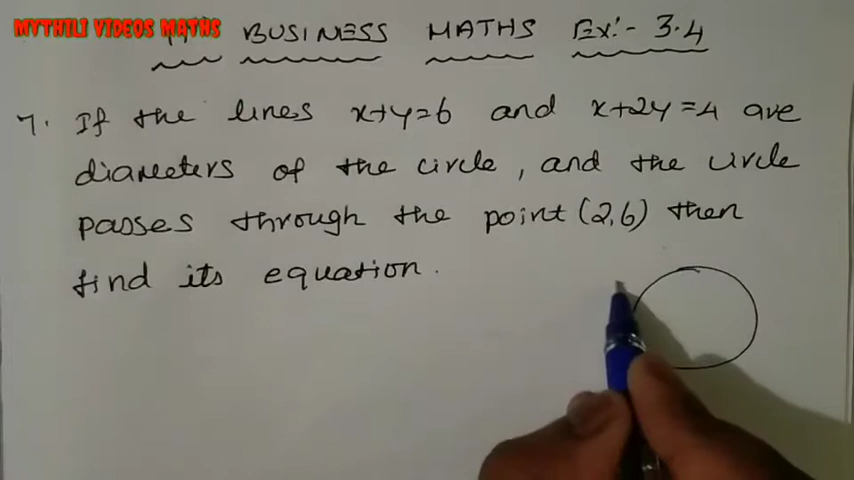 MYTHILI VIDEOS MATHS
BUSINESS MATHS Ex:- 3.4
7. If the lines x+y=6 and x+2y=4 are
diameters of the circle, and the circle
passes through the point (2,6) then
find its equation.